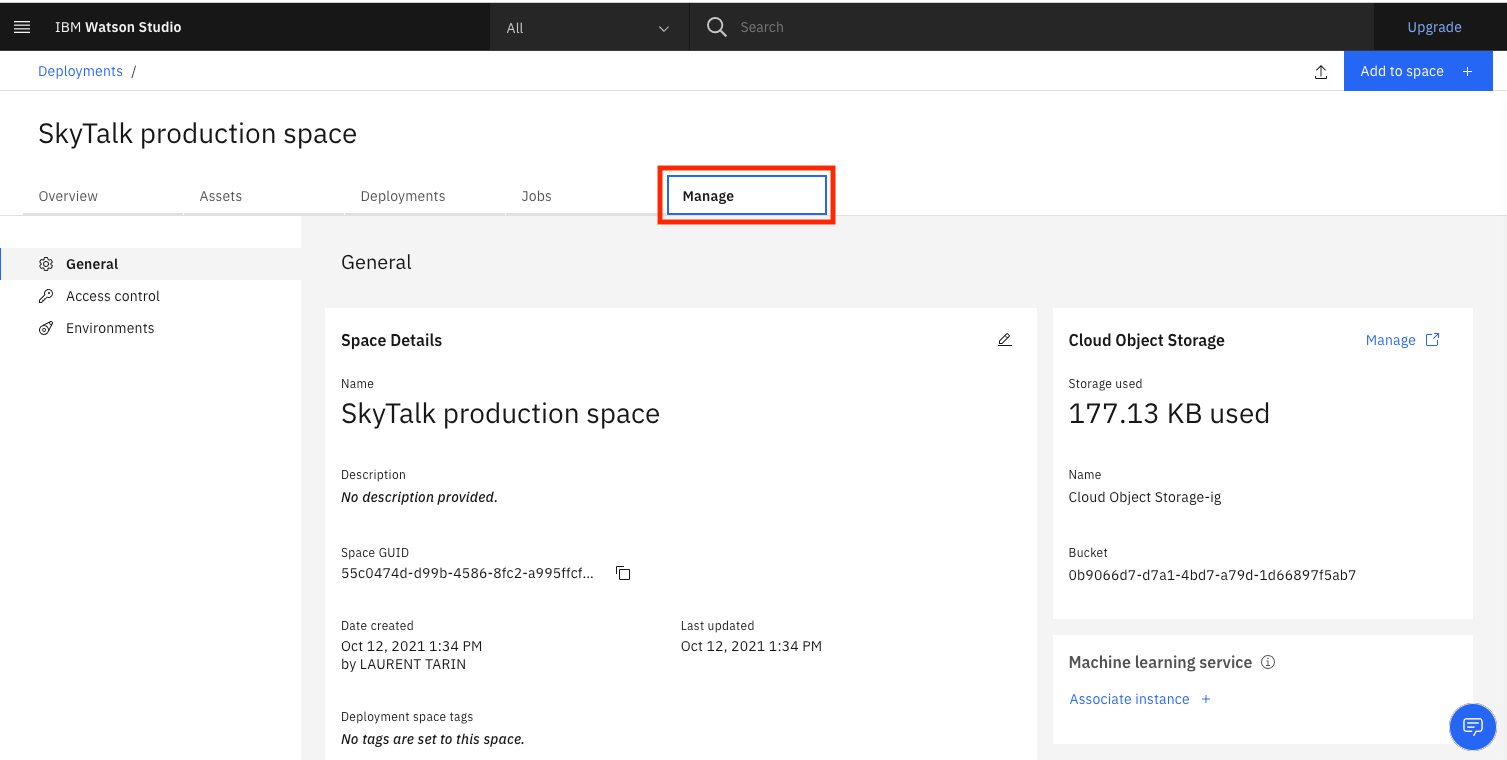 IBM Watson Studio
All
Search
Upgrade
Deployments /
Add to space +
SkyTalk production space
Overview
Assets
Deployments
Jobs
Manage
General
Access control
Environments
General
Space Details
Name
SkyTalk production space
Description
No description provided.
Space GUID
55c0474d-d99b-4586-8fc2-a995ffcf...
Date created
Oct 12, 2021 1:34 PM
by LAURENT TARIN
Last updated
Oct 12, 2021 1:34 PM
Deployment space tags
No tags are set to this space.
Cloud Object Storage
Manage
Storage used
177.13 KB used
Name
Cloud Object Storage-ig
Bucket
0b9066d7-d7a1-4bd7-a79d-1d66897f5ab7
Machine learning service
Associate instance +